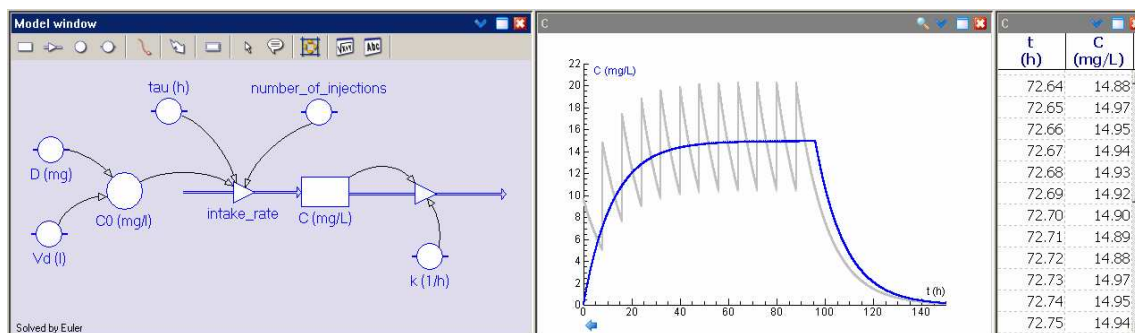 Model window
tau (h)
number_of_injections
D (mg)
C0 (mg/l)
intake_rate
C (mg/L)
Vd (l)
k (1/h)
Solved by Euler
C
C (mg/L)
22
20
18
16
14
12
10
8
6
4
2
0
0 20 40 60 80 100 120 140
t (h)
C
t C
(h) (mg/L)
72.64 14.88
72.65 14.97
72.66 14.95
72.67 14.94
72.68 14.93
72.69 14.92
72.70 14.90
72.71 14.89
72.72 14.88
72.73 14.97
72.74 14.95
72.75 14.94